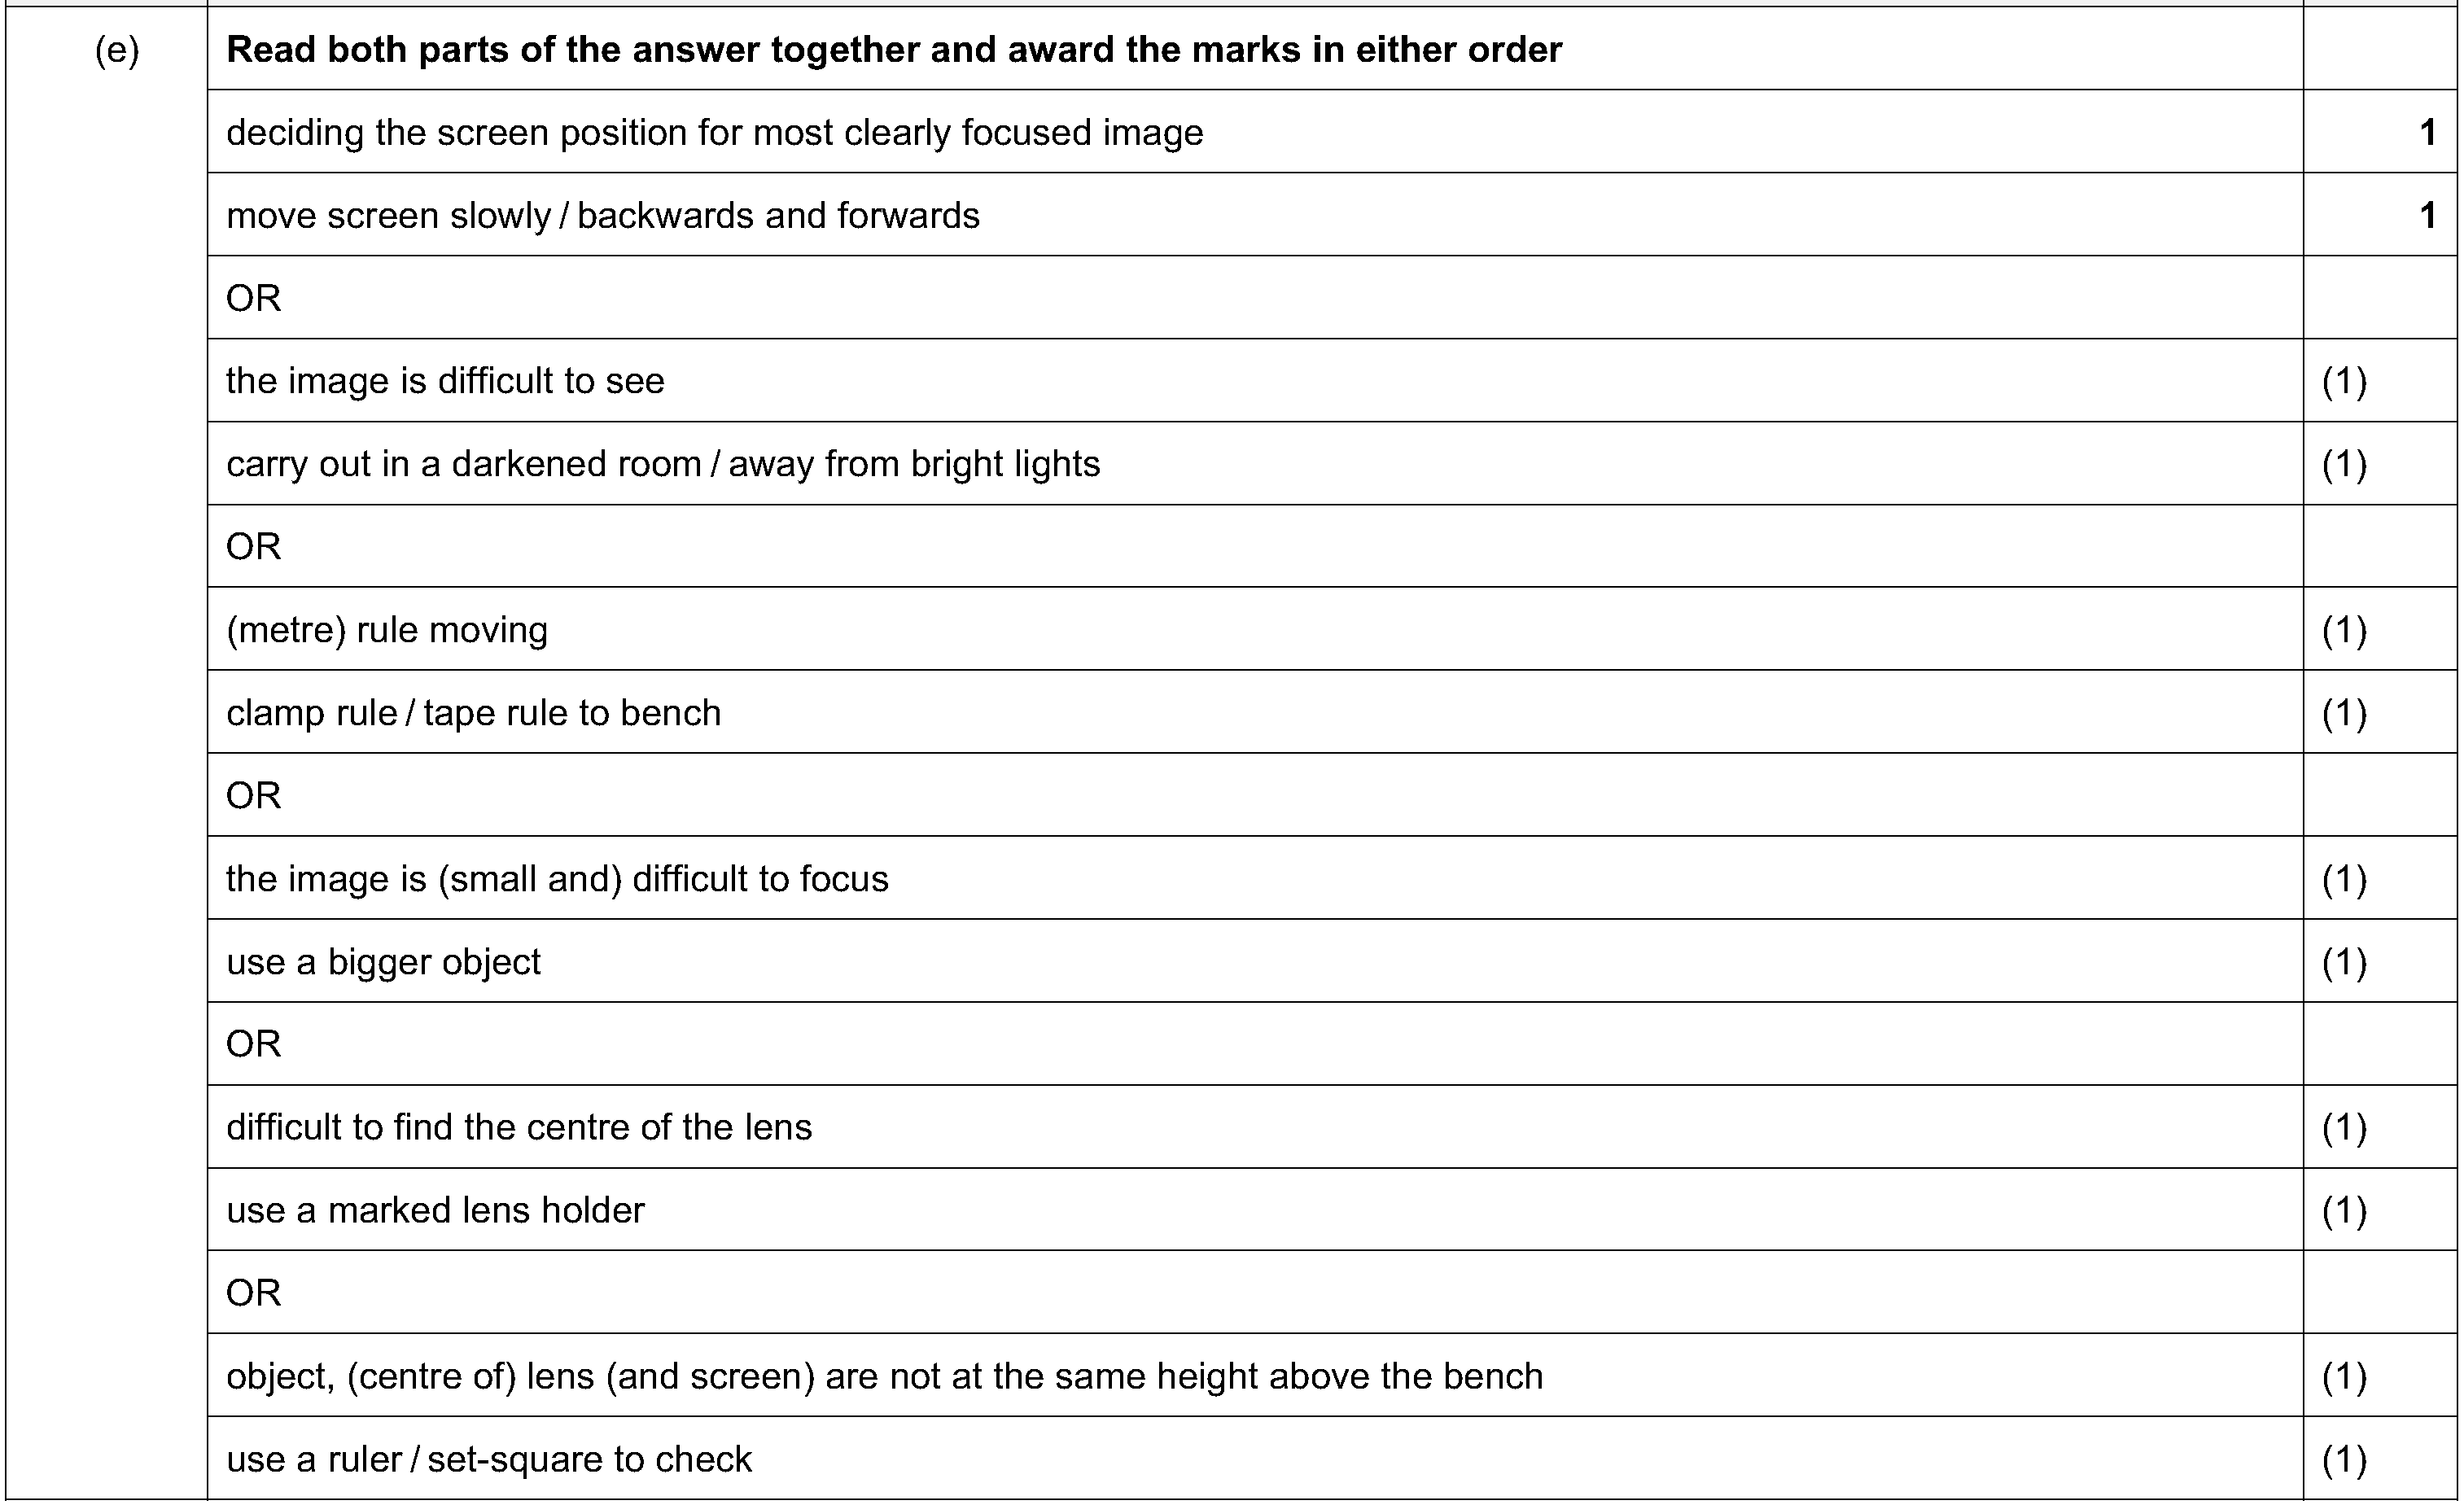 (e) Read both parts of the answer together and award the marks in either order
deciding the screen position for most clearly focused image 1
move screen slowly / backwards and forwards 1
OR
the image is difficult to see (1)
carry out in a darkened room / away from bright lights (1)
OR
(metre) rule moving (1)
clamp rule / tape rule to bench (1)
OR
the image is (small and) difficult to focus (1)
use a bigger object (1)
OR
difficult to find the centre of the lens (1)
use a marked lens holder (1)
OR
object, (centre of) lens (and screen) are not at the same height above the bench (1)
use a ruler / set-square to check (1)